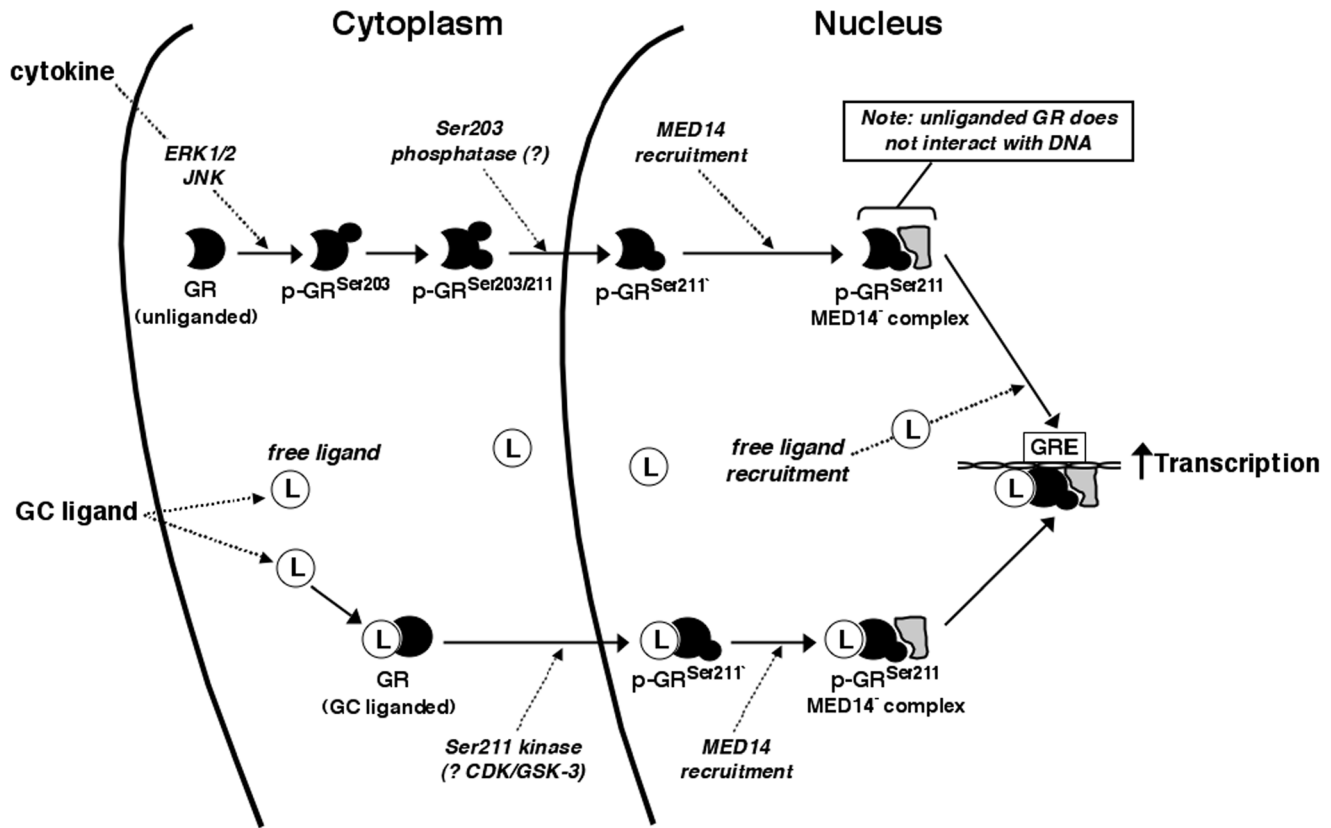 Cytoplasm
Nucleus
cytokine
ERK1/2
JNK
Ser203
phosphatase (?)
MED14
recruitment
Note: unliganded GR does
not interact with DNA
GR
(unliganded)
p-GRSer203
p-GRSer203/211
p-GRSer211`
p-GRSer211
MED14- complex
free ligand
L
L
L
L
free ligand
recruitment
GRE
Transcription
L
GC ligand
L
L
GR
(GC liganded)
L
p-GRSer211`
L
p-GRSer211
MED14- complex
Ser211 kinase
(? CDK/GSK-3)
MED14
recruitment